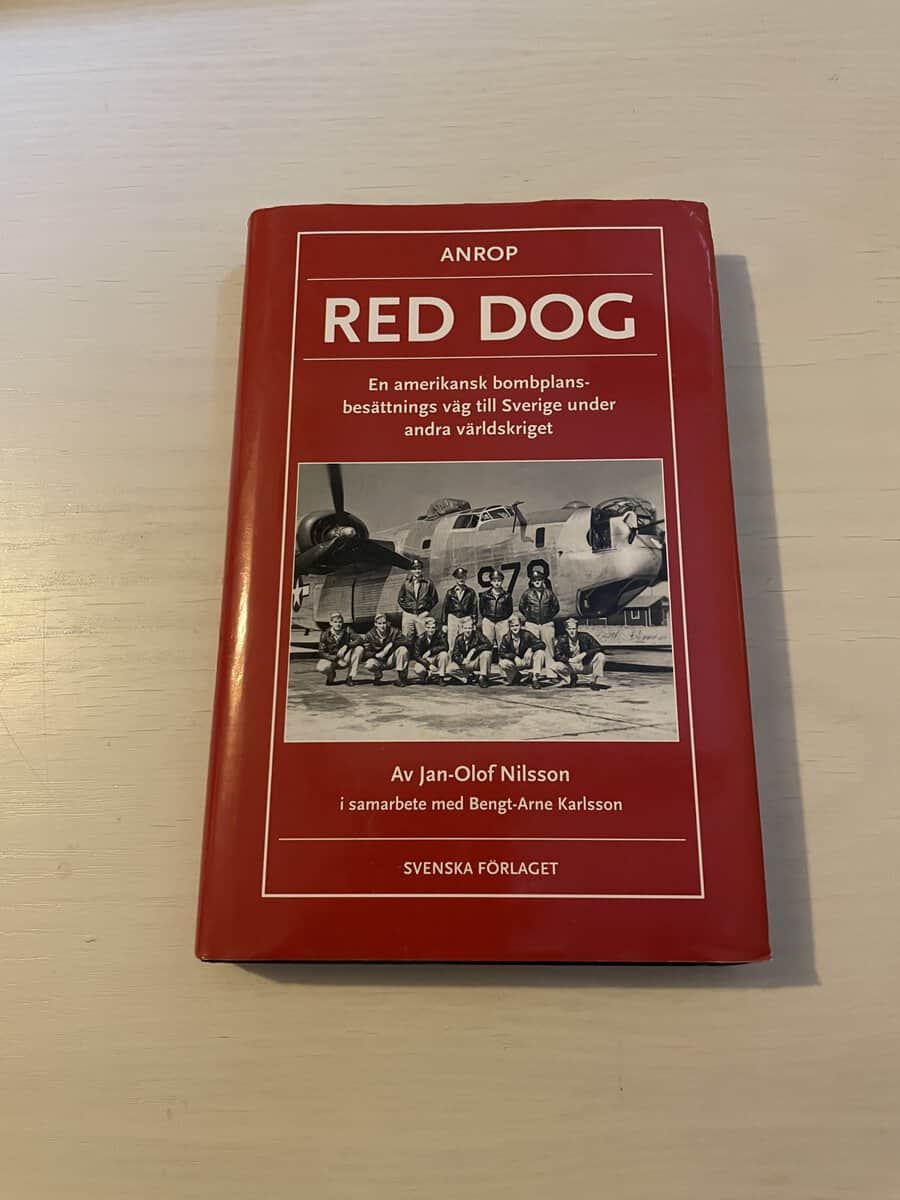 ANROP
RED DOG
En amerikansk bombplans-
besättnings väg till Sverige under
andra världskriget
978
Av Jan-Olof Nilsson
i samarbete med Bengt-Arne Karlsson
SVENSKA FÖRLAGET